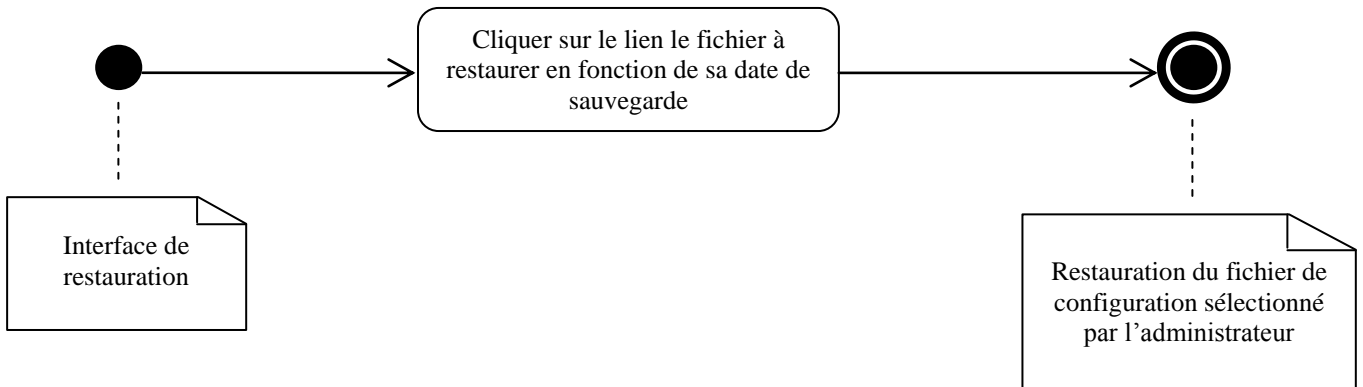 Cliquer sur le lien le fichier à
restaurer en fonction de sa date de
sauvegarde
Interface de
restauration
Restauration du fichier de
configuration sélectionné
par l’administrateur